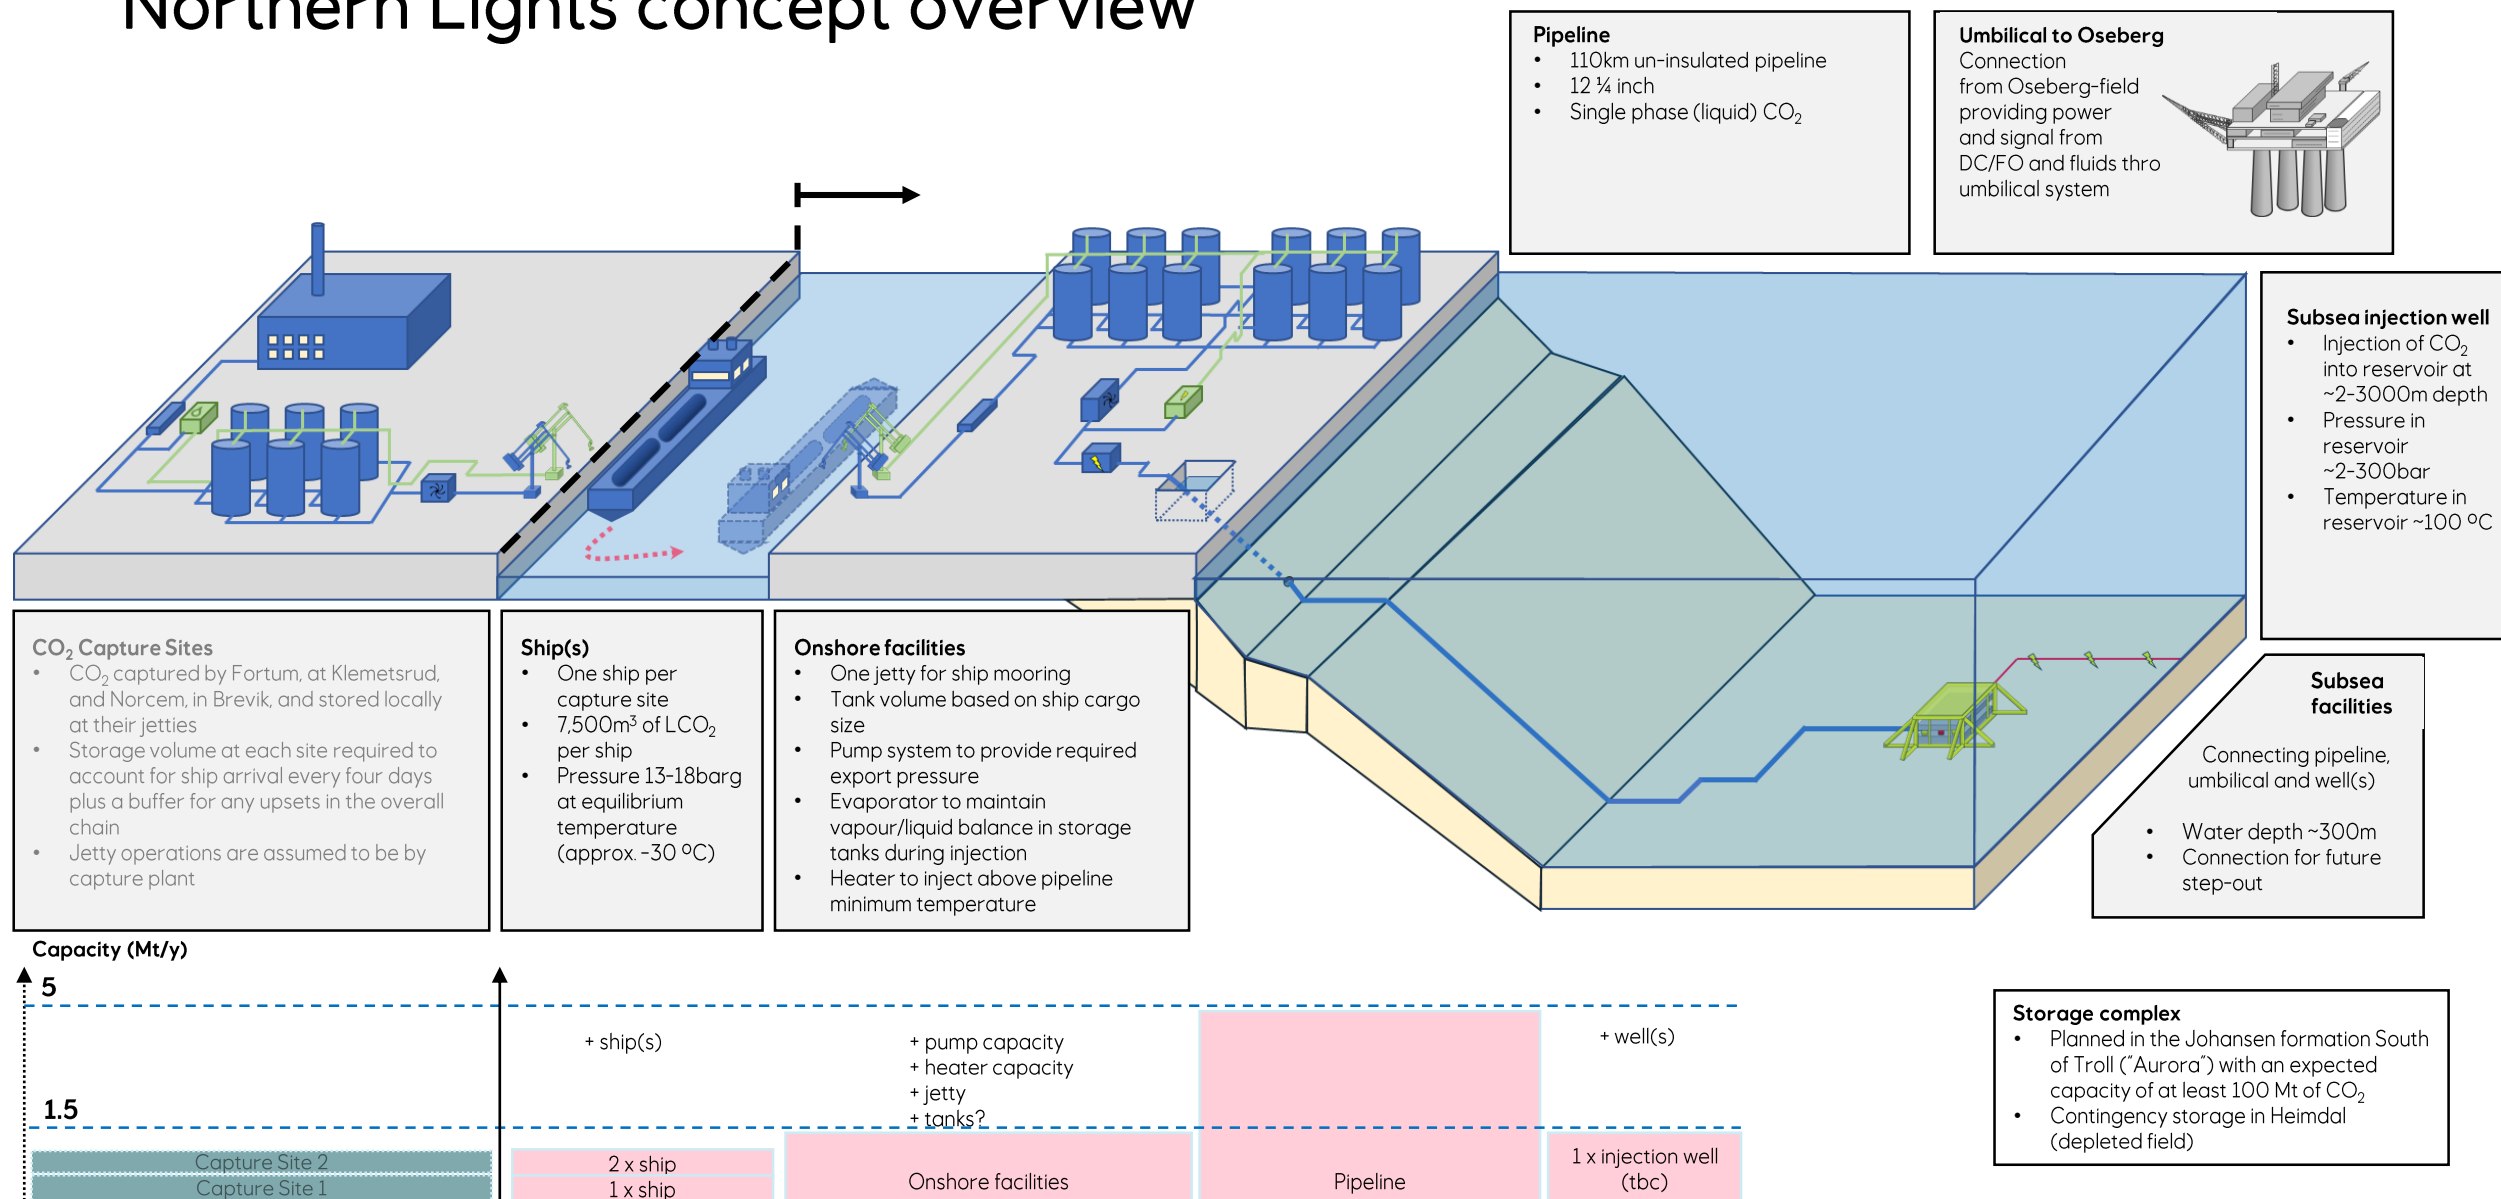 Northern Lights concept overview
Pipeline
• 110km un-insulated pipeline
• 12 ¼ inch
• Single phase (liquid) CO₂
Umbilical to Oseberg
Connection
from Oseberg-field
providing power
and signal from
DC/FO and fluids thro
umbilical system
Subsea injection well
• Injection of CO₂
into reservoir at
~2-3000m depth
• Pressure in
reservoir
~2-300bar
• Temperature in
reservoir ~100 ºC
CO₂ Capture Sites
• CO₂ captured by Fortum, at Klemetsrud,
and Norcem, in Brevik, and stored locally
at their jetties
• Storage volume at each site required to
account for ship arrival every four days
plus a buffer for any upsets in the overall
chain
• Jetty operations are assumed to be by
capture plant
Ship(s)
• One ship per
capture site
• 7,500m³ of LCO₂
per ship
• Pressure 13-18barg
at equilibrium
temperature
(approx. -30 ºC)
Onshore facilities
• One jetty for ship mooring
• Tank volume based on ship cargo
size
• Pump system to provide required
export pressure
• Evaporator to maintain
vapour/liquid balance in storage
tanks during injection
• Heater to inject above pipeline
minimum temperature
Subsea
facilities
Connecting pipeline,
umbilical and well(s)
• Water depth ~300m
• Connection for future
step-out
Capacity (Mt/y)
5
+ ship(s)
+ pump capacity
+ heater capacity
+ jetty
+ tanks?
+ well(s)
1.5
Capture Site 2
Capture Site 1
2 x ship
1 x ship
Onshore facilities
Pipeline
1 x injection well
(tbc)
Storage complex
• Planned in the Johansen formation South
of Troll ("Aurora") with an expected
capacity of at least 100 Mt of CO₂
• Contingency storage in Heimdal
(depleted field)